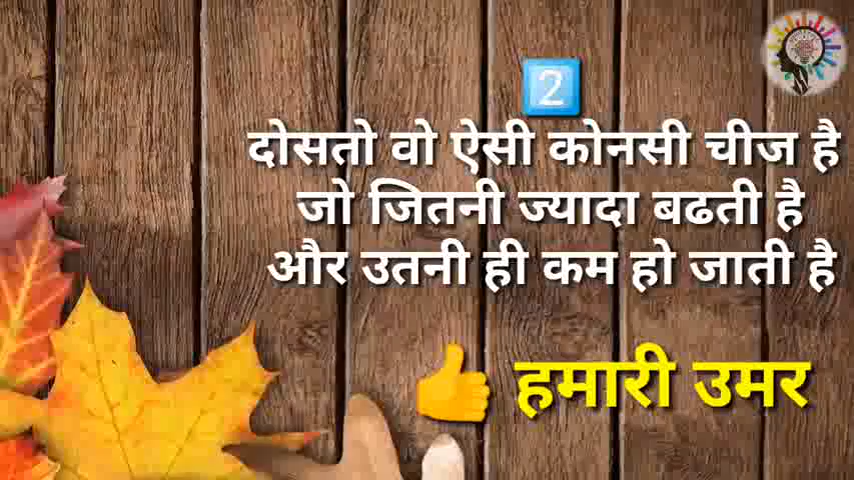 2
दोसतो वो ऐसी कोनसी चीज है
जो जितनी ज्यादा बढती है
और उतनी ही कम हो जाती है
हमारी उमर